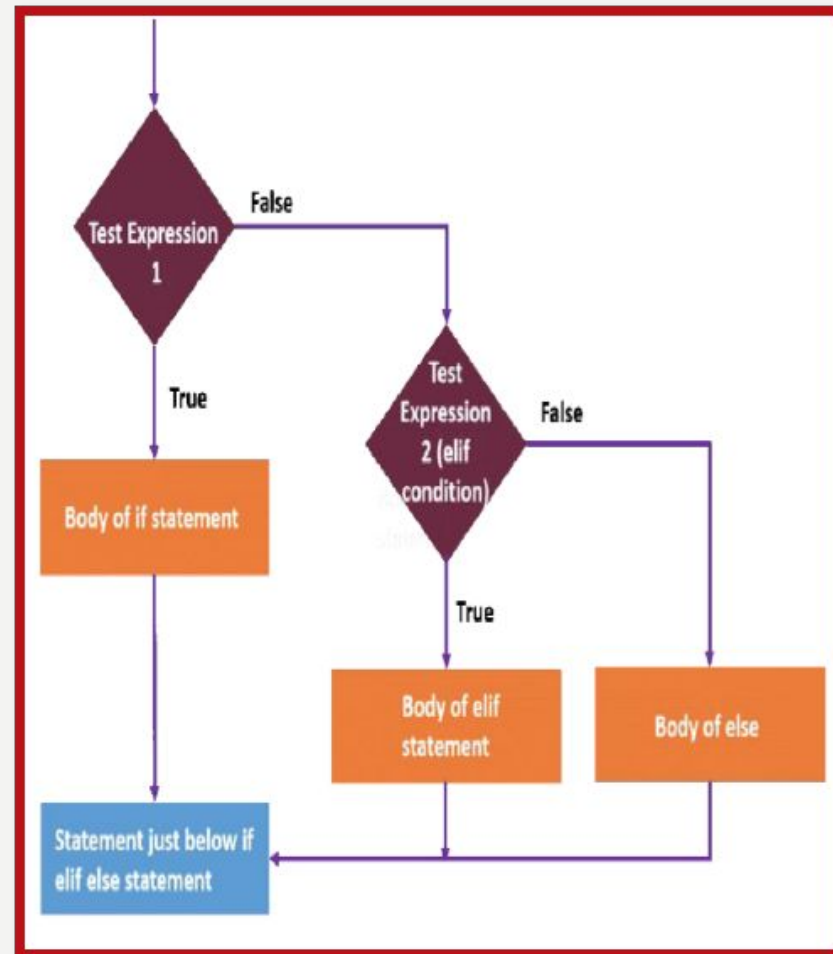 False
Test Expression
1
True
Test
Expression
2 (elif
condition)
False
Body of if statement
True
Body of elif
statement
Body of else
Statement just below if
elif else statement